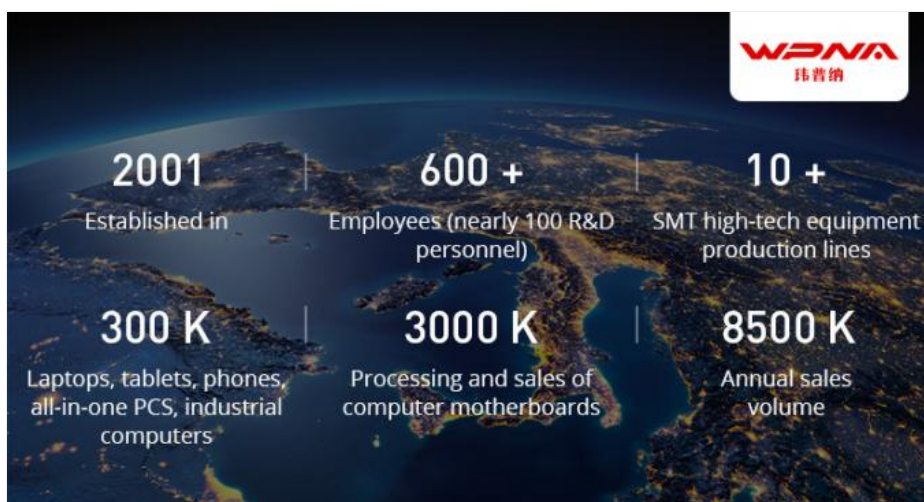 WPNA
玮普纳
2001
Established in
600 +
Employees (nearly 100 R&D
personnel)
10 +
SMT high-tech equipment
production lines
300 K
Laptops, tablets, phones,
all-in-one PCS, industrial
computers
3000 K
Processing and sales of
computer motherboards
8500 K
Annual sales
volume